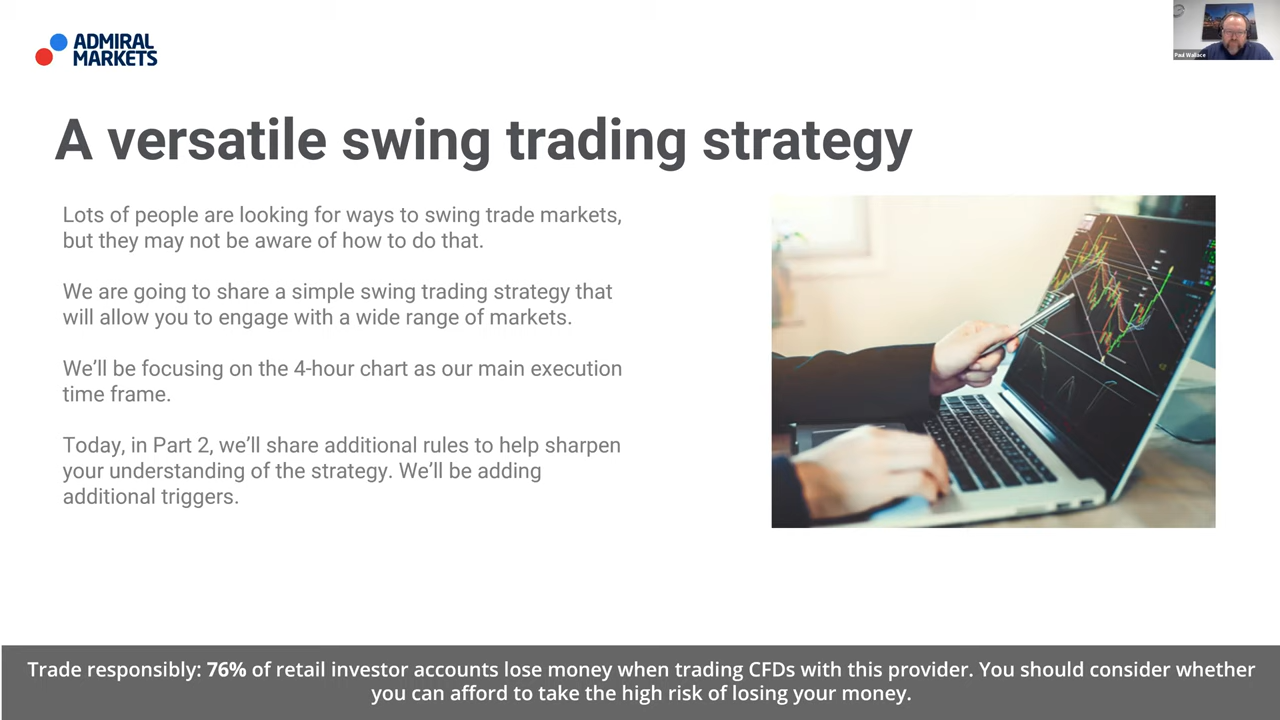 ADMIRAL
MARKETS
Paul Wallace
A versatile swing trading strategy
Lots of people are looking for ways to swing trade markets,
but they may not be aware of how to do that.
We are going to share a simple swing trading strategy that
will allow you to engage with a wide range of markets.
We’ll be focusing on the 4-hour chart as our main execution
time frame.
Today, in Part 2, we’ll share additional rules to help sharpen
your understanding of the strategy. We’ll be adding
additional triggers.
Trade responsibly: 76% of retail investor accounts lose money when trading CFDs with this provider. You should consider whether
you can afford to take the high risk of losing your money.